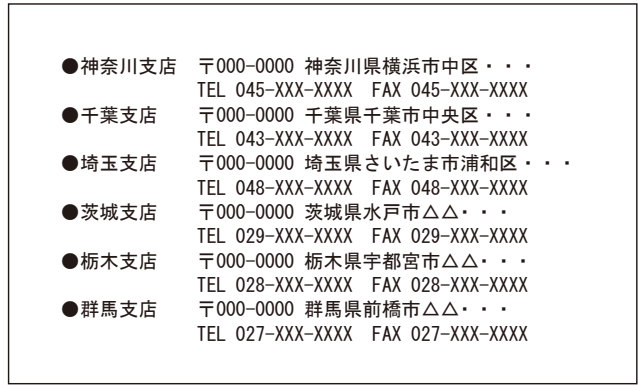 ●神奈川支店　〒000-0000 神奈川県横浜市中区・・・
TEL 045-XXX-XXXX　FAX 045-XXX-XXXX
●千葉支店　〒000-0000 千葉県千葉市中央区・・・
TEL 043-XXX-XXXX　FAX 043-XXX-XXXX
●埼玉支店　〒000-0000 埼玉県さいたま市浦和区・・・
TEL 048-XXX-XXXX　FAX 048-XXX-XXXX
●茨城支店　〒000-0000 茨城県水戸市△△・・・
TEL 029-XXX-XXXX　FAX 029-XXX-XXXX
●栃木支店　〒000-0000 栃木県宇都宮市△△・・・
TEL 028-XXX-XXXX　FAX 028-XXX-XXXX
●群馬支店　〒000-0000 群馬県前橋市△△・・・
TEL 027-XXX-XXXX　FAX 027-XXX-XXXX